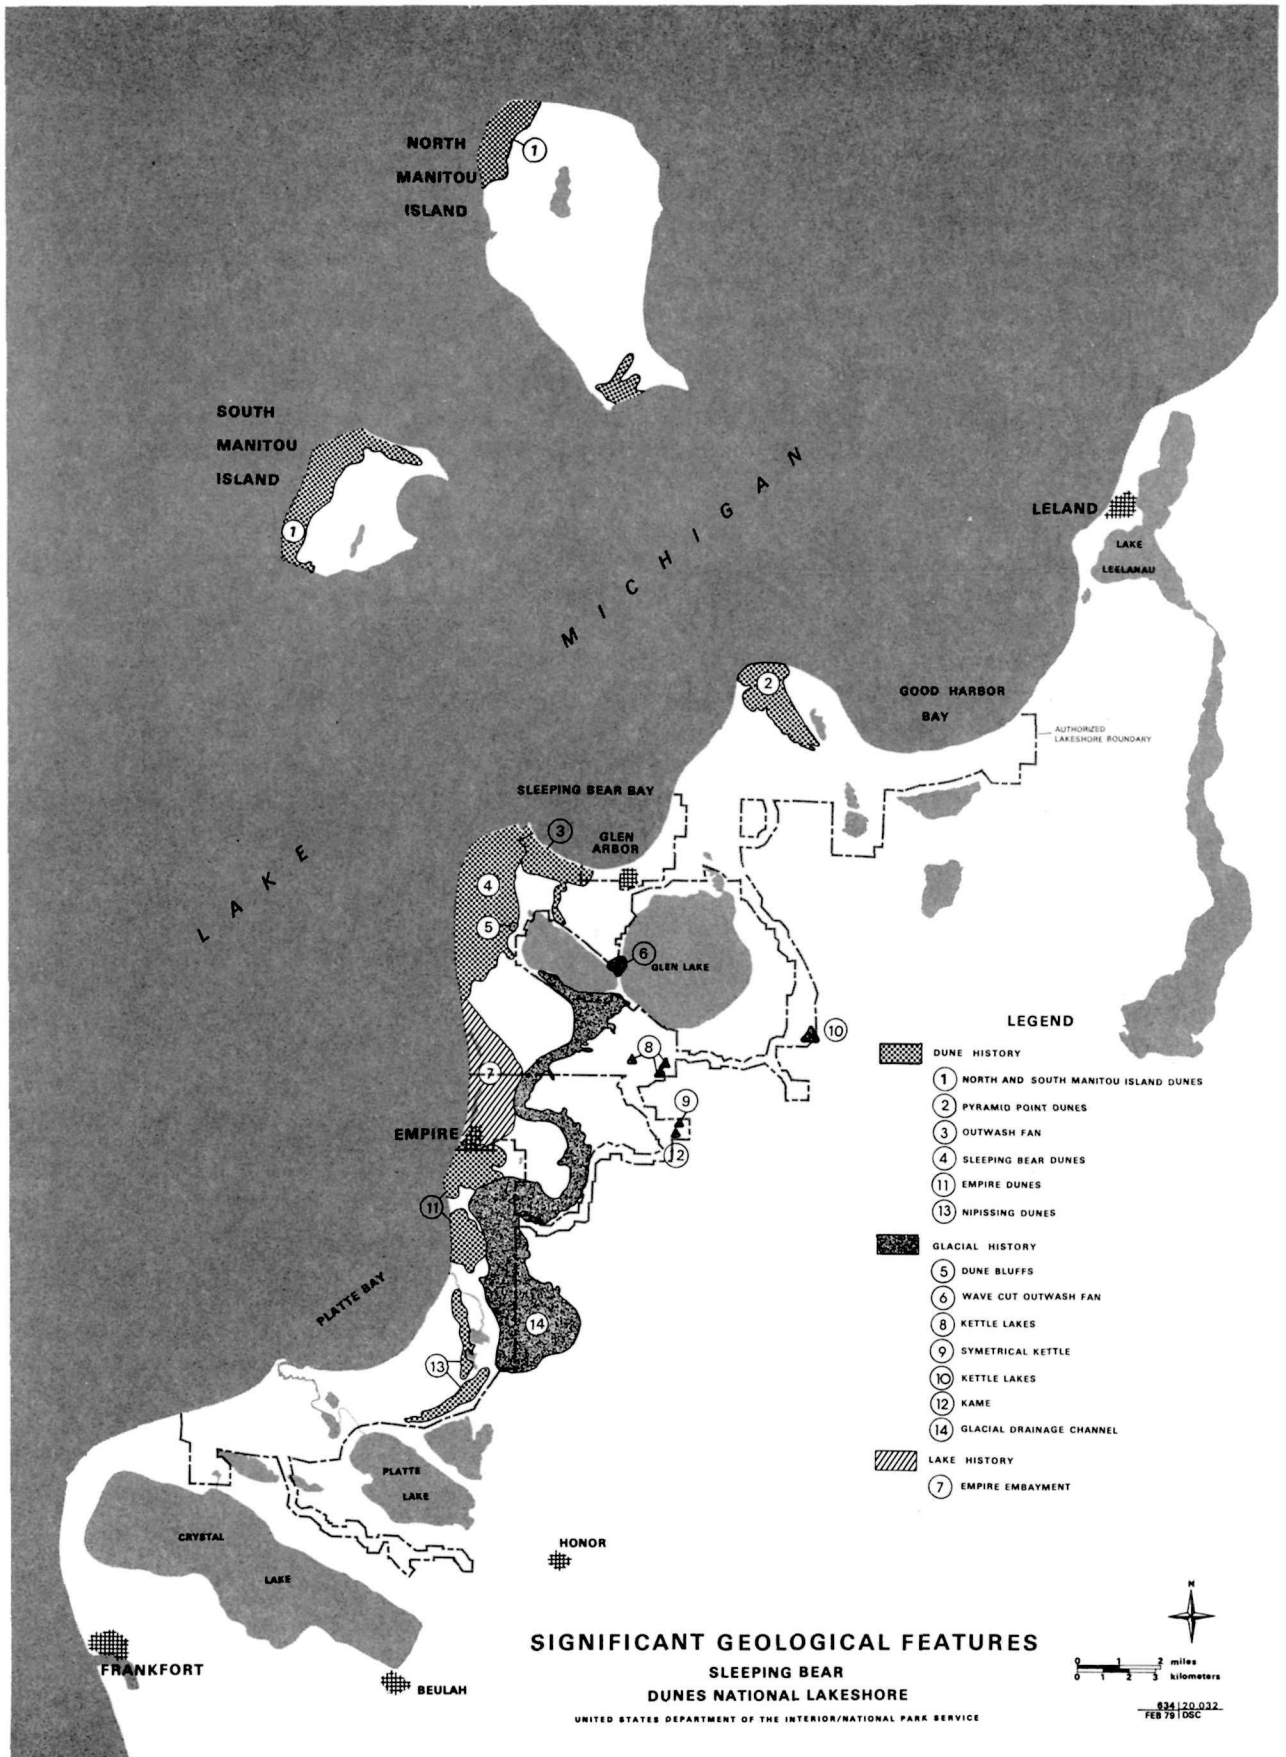 NORTH
MANITOU
ISLAND
1
SOUTH
MANITOU
ISLAND
1
LAKE MICHIGAN
LELAND
LAKE
LEELANAU
2
GOOD HARBOR
BAY
AUTHORIZED
LAKESHORE BOUNDARY
SLEEPING BEAR BAY
3
GLEN
ARBOR
4
5
6
GLEN LAKE
10
8
7
9
EMPIRE
12
11
PLATTE BAY
14
13
PLATTE
LAKE
CRYSTAL
LAKE
HONOR
FRANKFORT
BEULAH
LEGEND
DUNE HISTORY
1 NORTH AND SOUTH MANITOU ISLAND DUNES
2 PYRAMID POINT DUNES
3 OUTWASH FAN
4 SLEEPING BEAR DUNES
11 EMPIRE DUNES
13 NIPISSING DUNES
GLACIAL HISTORY
5 DUNE BLUFFS
6 WAVE CUT OUTWASH FAN
8 KETTLE LAKES
9 SYMETRICAL KETTLE
10 KETTLE LAKES
12 KAME
14 GLACIAL DRAINAGE CHANNEL
LAKE HISTORY
7 EMPIRE EMBAYMENT
SIGNIFICANT GEOLOGICAL FEATURES
SLEEPING BEAR
DUNES NATIONAL LAKESHORE
UNITED STATES DEPARTMENT OF THE INTERIOR/NATIONAL PARK SERVICE
N
0 1 2 miles
0 1 2 3 kilometers
634 | 20,032
FEB 79 | DSC